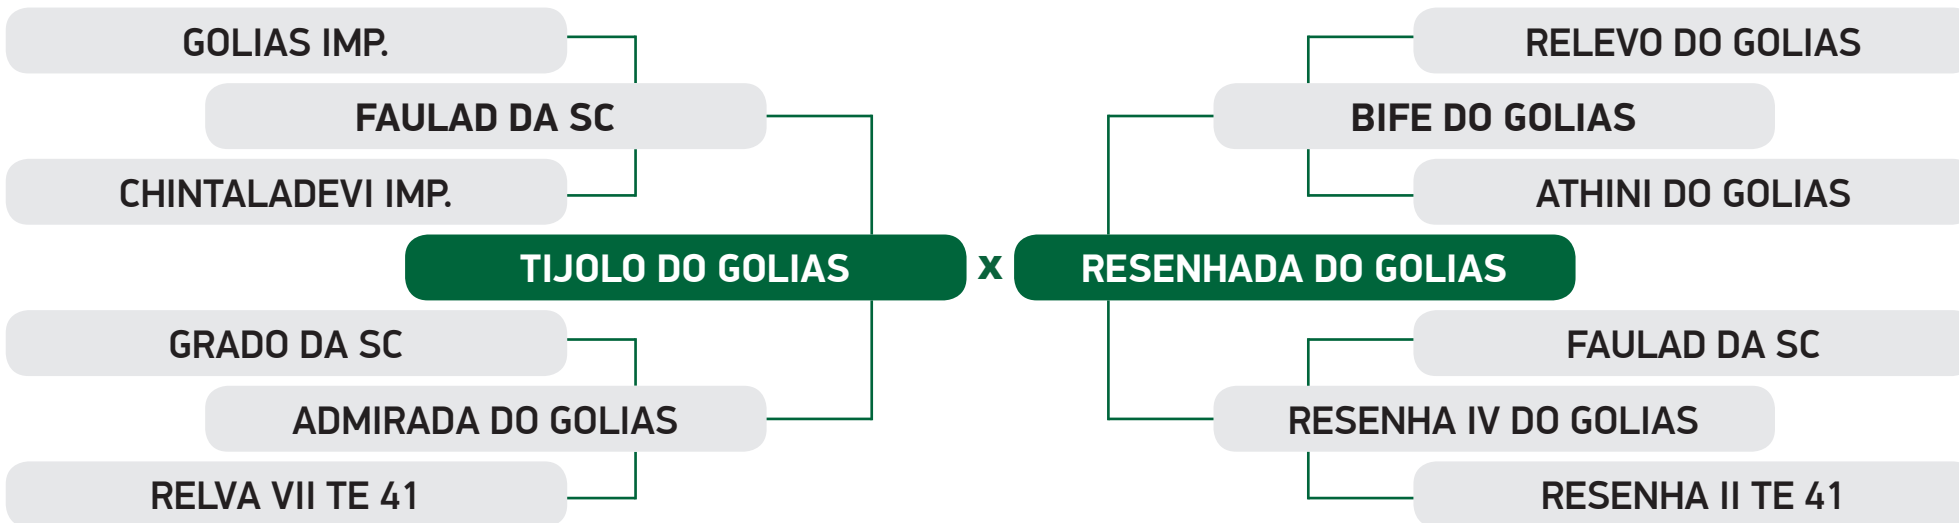 GOLIAS IMP.
RELEVO DO GOLIAS
FAULAD DA SC
BIFE DO GOLIAS
CHINTALADEVI IMP.
ATHINI DO GOLIAS
TIJOLO DO GOLIAS x RESENHADA DO GOLIAS
GRADO DA SC
FAULAD DA SC
ADMIRADA DO GOLIAS
RESENHA IV DO GOLIAS
RELVA VII TE 41
RESENHA II TE 41